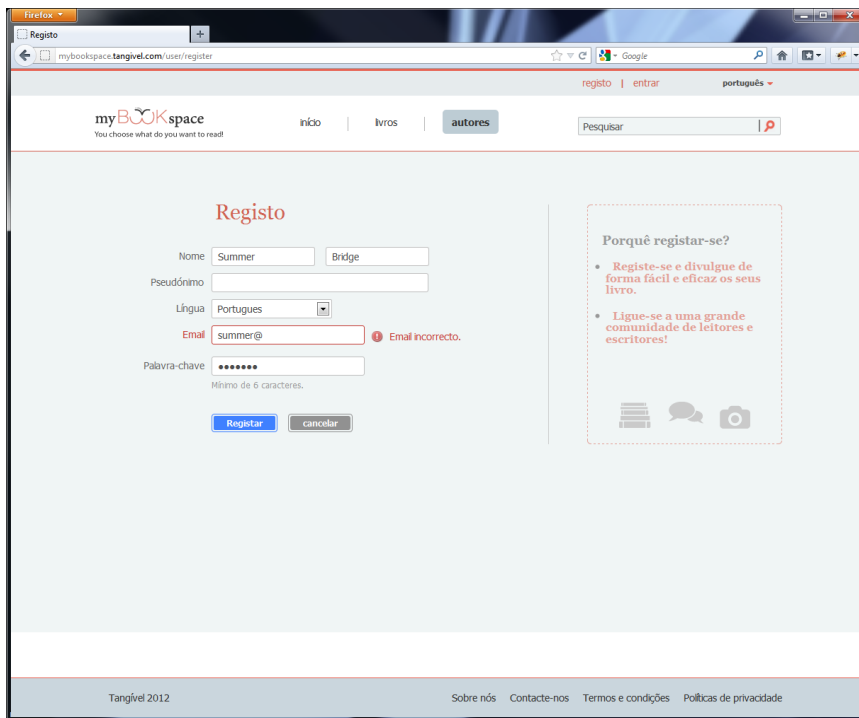 Firefox
Registo
mybookspace.tangivel.com/user/register
Google
registo | entrar
português
myBOOKspace
You choose what do you want to read!
início
livros
autores
Pesquisar
Registo
Nome
Summer
Bridge
Pseudónimo
Língua
Portugues
Email
summer@
Email incorrecto.
Palavra-chave
Mínimo de 6 caracteres.
Registar
cancelar
Porquê registar-se?
Registe-se e divulgue de
forma fácil e eficaz os seus
livro.
Ligue-se a uma grande
comunidade de leitores e
escritores!
Tangível 2012
Sobre nós
Contacte-nos
Termos e condições
Políticas de privacidade